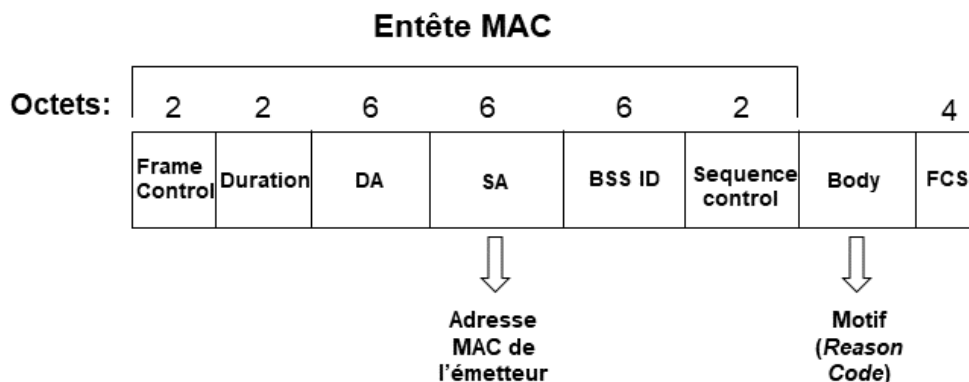 Entête MAC
Octets: 2 2 6 6 6 2 4
Frame Control Duration DA SA BSS ID Sequence control Body FCS
Adresse MAC de l'émetteur
Motif (Reason Code)